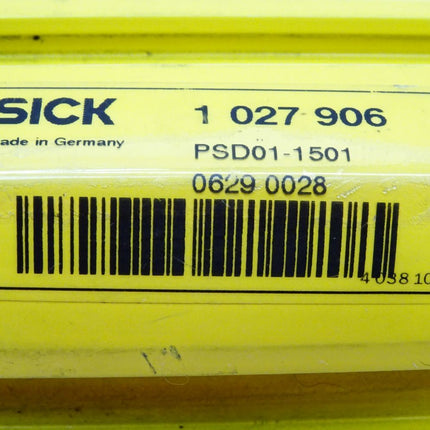 SICK 1 027 906
ade in Germany PSD01-1501
0629 0028
4 038 10